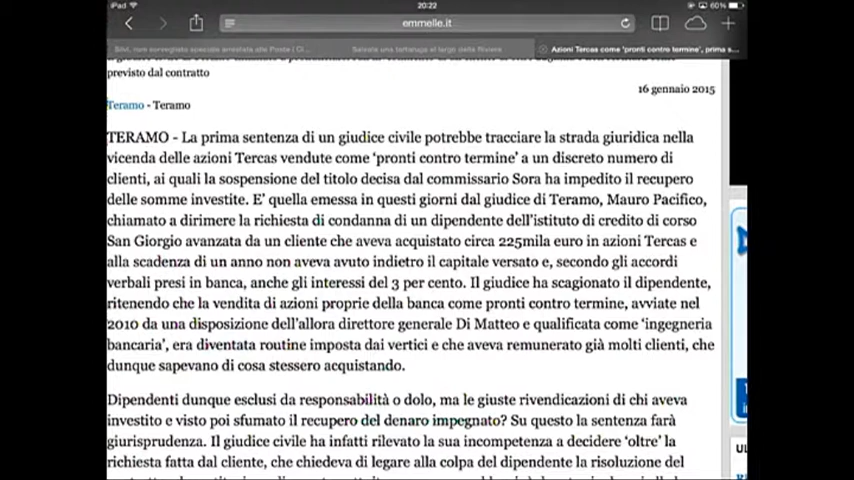 iPad
20:22
60%
emmelle.it
Salvata una tartaruga al largo delle Riviere
Azioni Tercas come 'pronti contro termine', prima s...
previsto dal contratto
16 gennaio 2015
Teramo - Teramo
TERAMO - La prima sentenza di un giudice civile potrebbe tracciare la strada giuridica nella
vicenda delle azioni Tercas vendute come 'pronti contro termine' a un discreto numero di
clienti, ai quali la sospensione del titolo decisa dal commissario Sora ha impedito il recupero
delle somme investite. E' quella emessa in questi giorni dal giudice di Teramo, Mauro Pacifico,
chiamato a dirimere la richiesta di condanna di un dipendente dell'istituto di credito di corso
San Giorgio avanzata da un cliente che aveva acquistato circa 225mila euro in azioni Tercas e
alla scadenza di un anno non aveva avuto indietro il capitale versato e, secondo gli accordi
verbali presi in banca, anche gli interessi del 3 per cento. Il giudice ha scagionato il dipendente,
ritenendo che la vendita di azioni proprie della banca come pronti contro termine, avviate nel
2010 da una disposizione dell'allora direttore generale Di Matteo e qualificata come 'ingegneria
bancaria', era diventata routine imposta dai vertici e che aveva remunerato già molti clienti, che
dunque sapevano di cosa stessero acquistando.
Dipendenti dunque esclusi da responsabilità o dolo, ma le giuste rivendicazioni di chi aveva
investito e visto poi sfumato il recupero del denaro impegnato? Su questo la sentenza farà
giurisprudenza. Il giudice civile ha infatti rilevato la sua incompetenza a decidere 'oltre' la
richiesta fatta dal cliente, che chiedeva di legare alla colpa del dipendente la risoluzione del